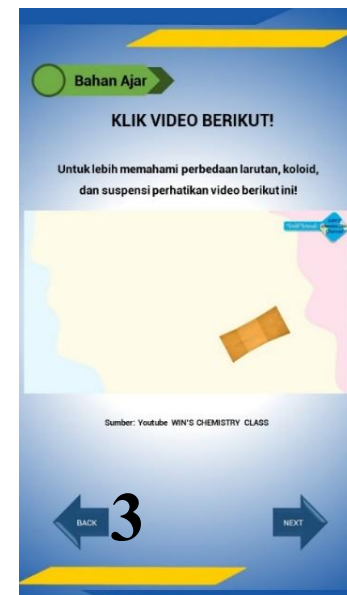 Bahan Ajar
KLIK VIDEO BERIKUT!
Untuk lebih memahami perbedaan larutan, koloid,
dan suspensi perhatikan video berikut ini!
Sumber: Youtube WIN'S CHEMISTRY CLASS
BACK
3
NEXT